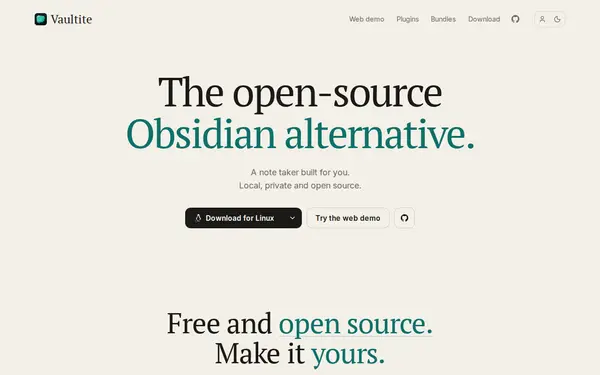 Vaultite
Web demo Plugins Bundles Download
The open-source
Obsidian alternative.
A note taker built for you.
Local, private and open source.
Download for Linux Try the web demo
Free and open source.
Make it yours.